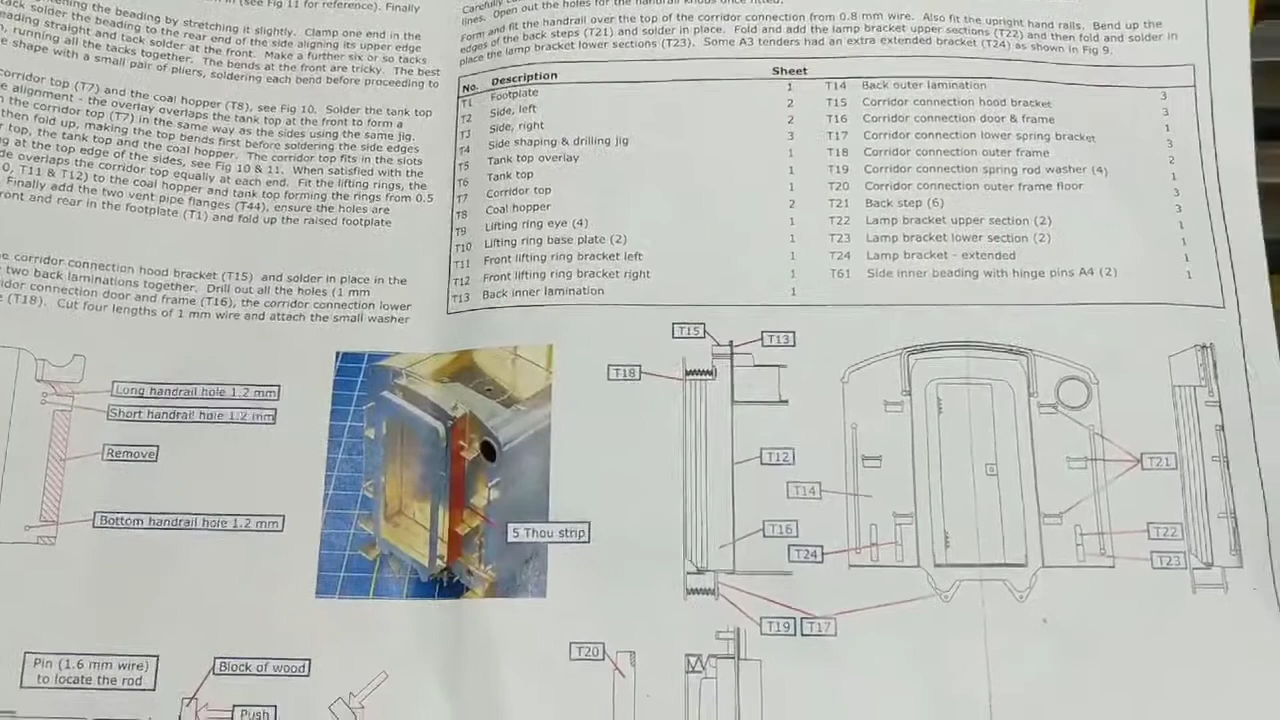 (see Fig 11 for reference). Finally
the beading by stretching it slightly. Clamp one end in the
tack solder the beading to the rear end of the side aligning its upper edge
beading straight and tack solder at the front. Make a further six or so tacks
running all the tacks together. The bends at the front are tricky. The best
shape with a small pair of pliers, soldering each bend before proceeding to
corridor top (T7) and the coal hopper (T8), see Fig 10. Solder the tank top
alignment - the overlay overlaps the tank top at the front to form a
the corridor top (T7) in the same way as the sides using the same jig.
then fold up, making the top bends first before soldering the side edges
top, the tank top and the coal hopper. The corridor top fits in the slots
at the top edge of the sides, see Fig 10 & 11. When satisfied with the
overlaps the corridor top equally at each end. Fit the lifting rings, the
T11 & T12) to the coal hopper and tank top forming the rings from 0.5
Finally add the two vent pipe flanges (T44), ensure the holes are
front and rear in the footplate (T1) and fold up the raised footplate
corridor connection hood bracket (T15) and solder in place in the
two back laminations together. Drill out all the holes (1 mm
corridor connection door and frame (T16), the corridor connection lower
(T18). Cut four lengths of 1 mm wire and attach the small washer
lines. Open out the holes for the handrail knobs once fitted.
Form and fit the handrail over the top of the corridor connection from 0.8 mm wire. Also fit the upright hand rails. Bend up the
edges of the back steps (T21) and solder in place. Fold and add the lamp bracket upper sections (T22) and then fold and solder in
place the lamp bracket lower sections (T23). Some A3 tenders had an extra extended bracket (T24) as shown in Fig 9.
No. Description Sheet
T1 Footplate 1
T2 Side, left 2
T3 Side, right 2
T4 Side shaping & drilling jig 3
T5 Tank top overlay 1
T6 Tank top 1
T7 Corridor top 1
T8 Coal hopper 2
T9 Lifting ring eye (4) 1
T10 Lifting ring base plate (2) 1
T11 Front lifting ring bracket left 1
T12 Front lifting ring bracket right 1
T13 Back inner lamination 1
T14 Back outer lamination 3
T15 Corridor connection hood bracket 3
T16 Corridor connection door & frame 1
T17 Corridor connection lower spring bracket 3
T18 Corridor connection outer frame 2
T19 Corridor connection spring rod washer (4) 1
T20 Corridor connection outer frame floor 3
T21 Back step (6) 3
T22 Lamp bracket upper section (2) 1
T23 Lamp bracket lower section (2) 1
T24 Lamp bracket - extended 1
T61 Side inner beading with hinge pins A4 (2) 1
Long handrail hole 1.2 mm
Short handrail hole 1.2 mm
Remove
Bottom handrail hole 1.2 mm
5 Thou strip
T15
T13
T18
T12
T14
T21
T16
T24
T22
T23
T19
T17
T20
Pin (1.6 mm wire)
to locate the rod
Block of wood
Push